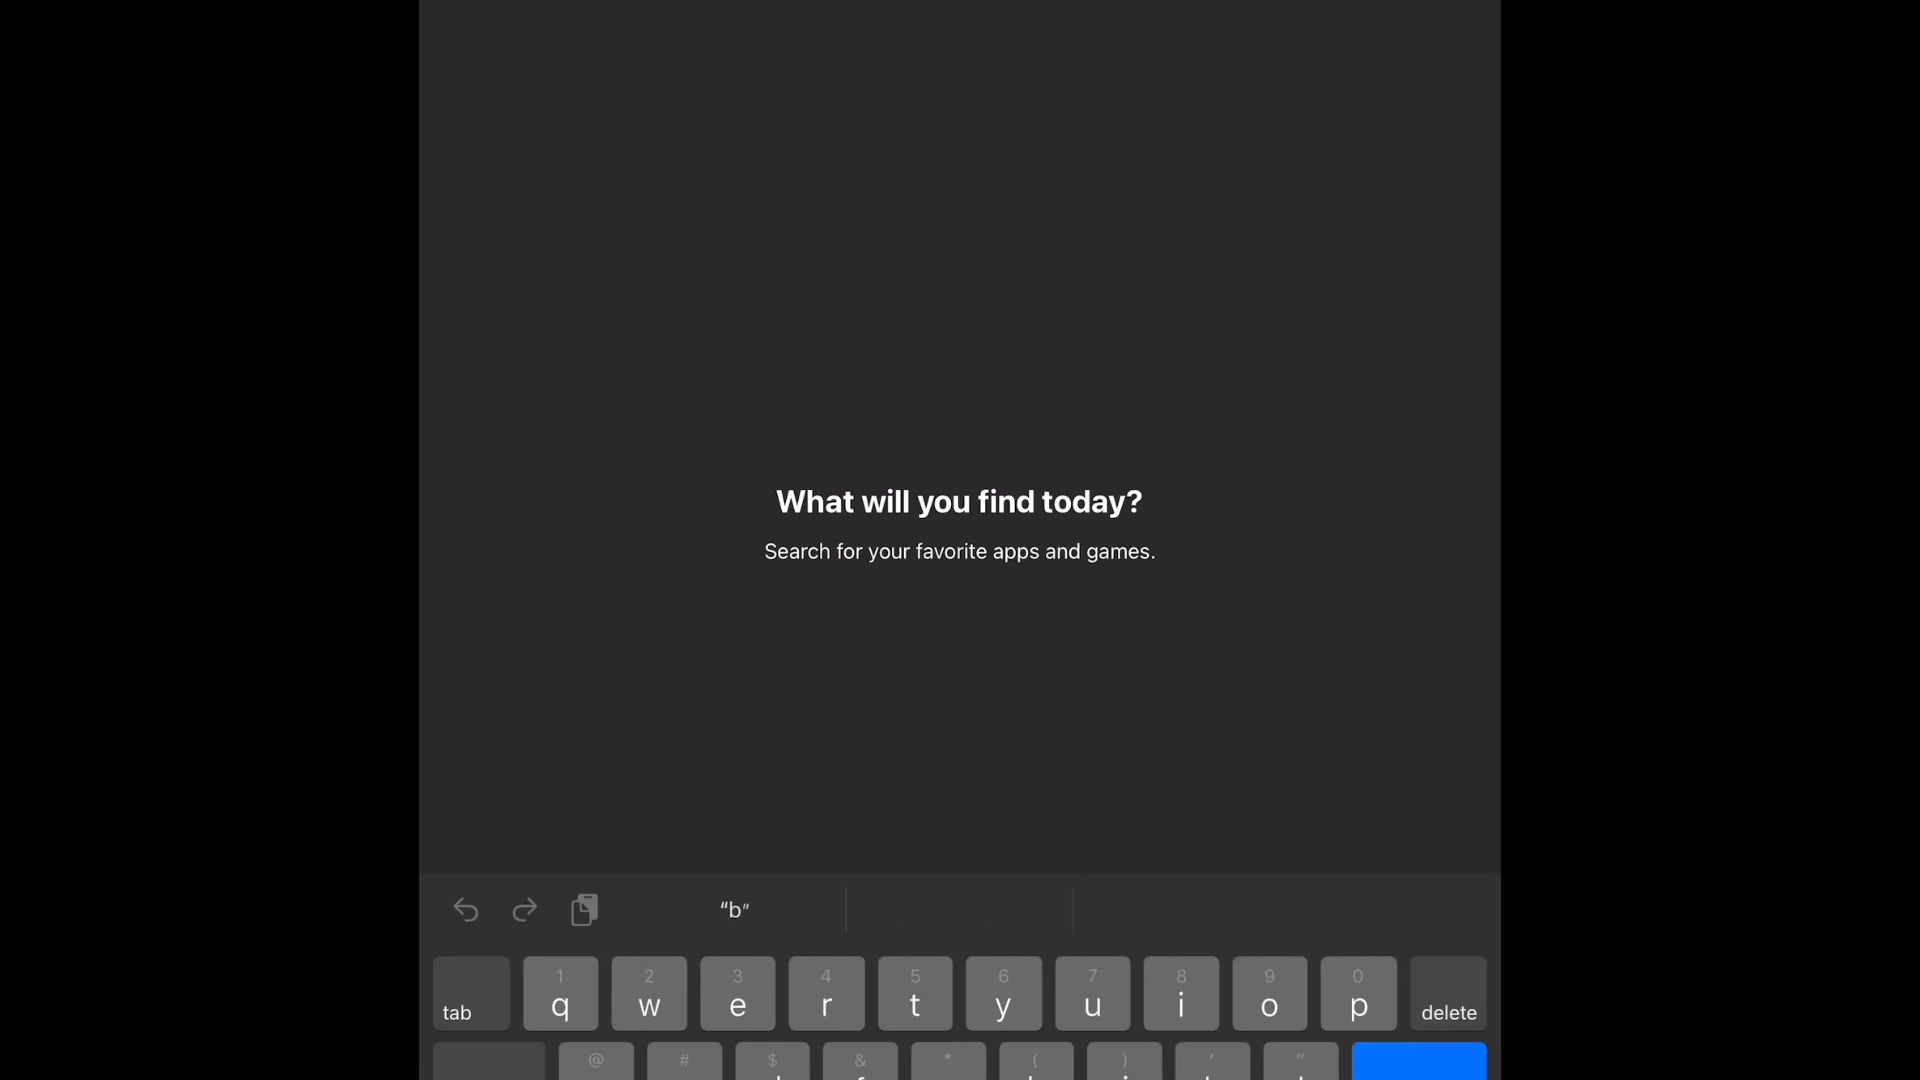 What will you find today?
Search for your favorite apps and games.
“b”
1 2 3 4 5 6 7 8 9 0
tab q w e r t y u i o p delete
@ # $ & * ( ) ' "